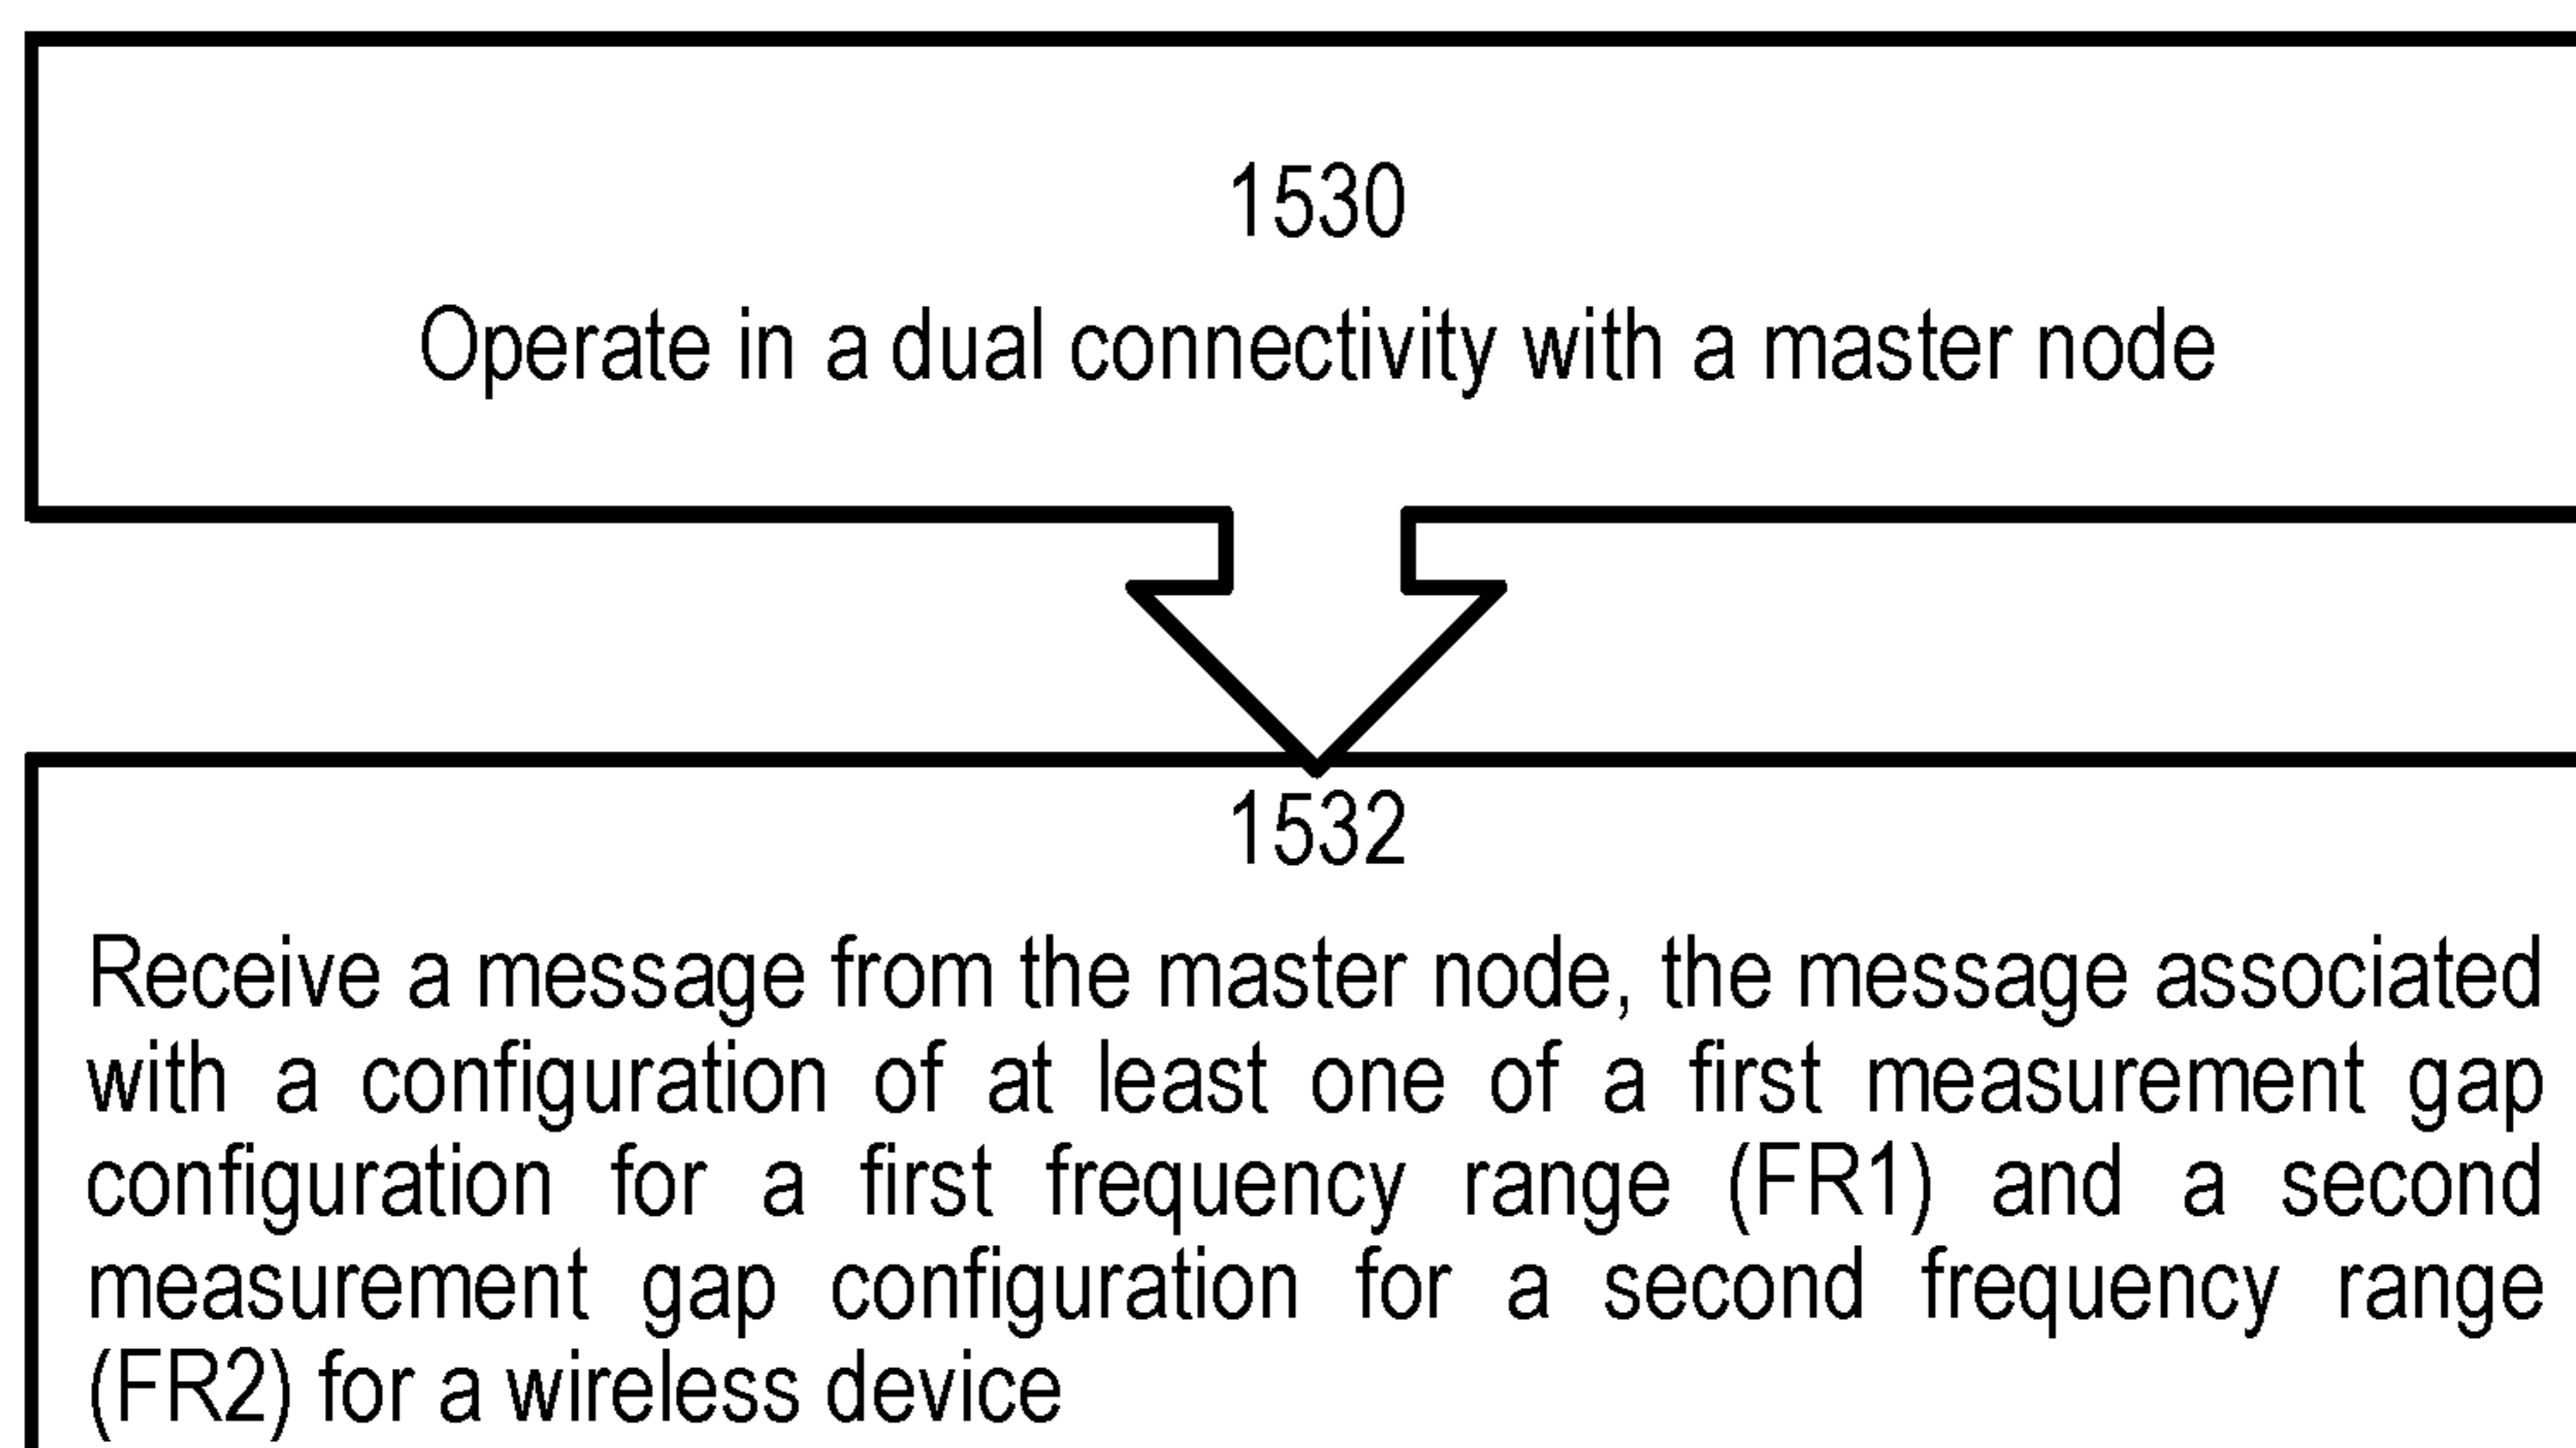 1530
Operate in a dual connectivity with a master node
1532
Receive a message from the master node, the message associated
with a configuration of at least one of a first measurement gap
configuration for a first frequency range (FR1) and a second
measurement gap configuration for a second frequency range
(FR2) for a wireless device